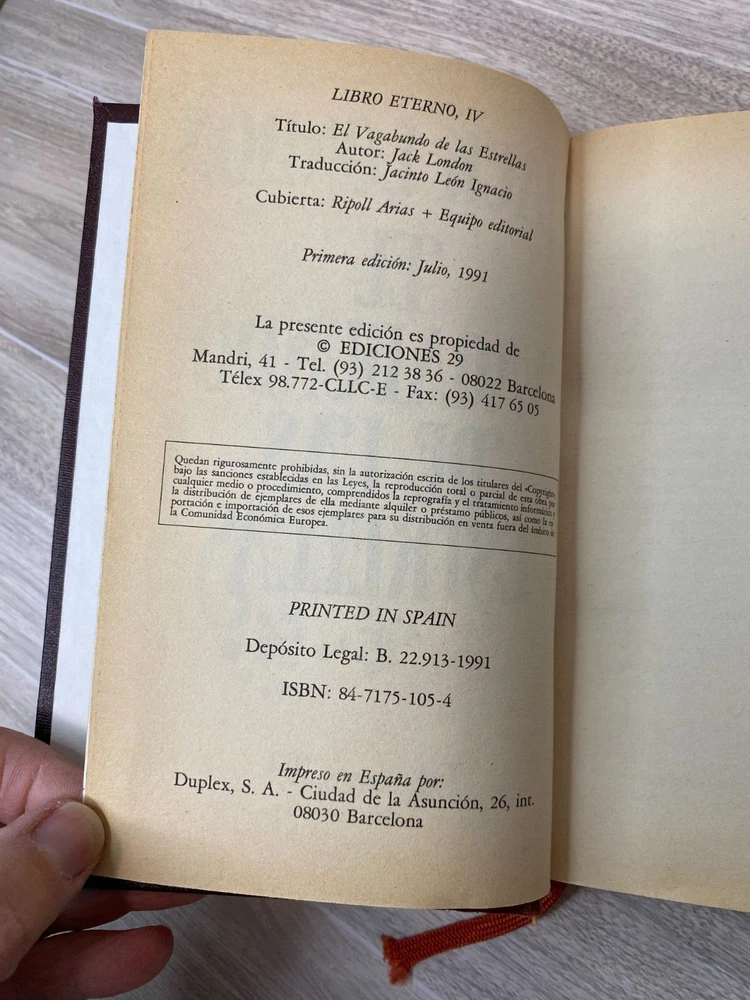 LIBRO ETERNO, IV
Título: El Vagabundo de las Estrellas
Autor: Jack London
Traducción: Jacinto León Ignacio
Cubierta: Ripoll Arias + Equipo editorial
Primera edición: Julio, 1991
La presente edición es propiedad de
© EDICIONES 29
Mandri, 41 - Tel. (93) 212 38 36 - 08022 Barcelona
Télex 98.772-CLLC-E - Fax: (93) 417 65 05
Quedan rigurosamente prohibidas, sin la autorización escrita de los titulares del «Copyright»,
bajo las sanciones establecidas en las Leyes, la reproducción total o parcial de esta obra por
cualquier medio o procedimiento, comprendidos la reprografía y el tratamiento informático y
la distribución de ejemplares de ella mediante alquiler o préstamo públicos, así como la
portación e importación de esos ejemplares para su distribución en venta fuera del ámbito de
la Comunidad Económica Europea.
PRINTED IN SPAIN
Depósito Legal: B. 22.913-1991
ISBN: 84-7175-105-4
Impreso en España por:
Duplex, S. A. - Ciudad de la Asunción, 26, int.
08030 Barcelona